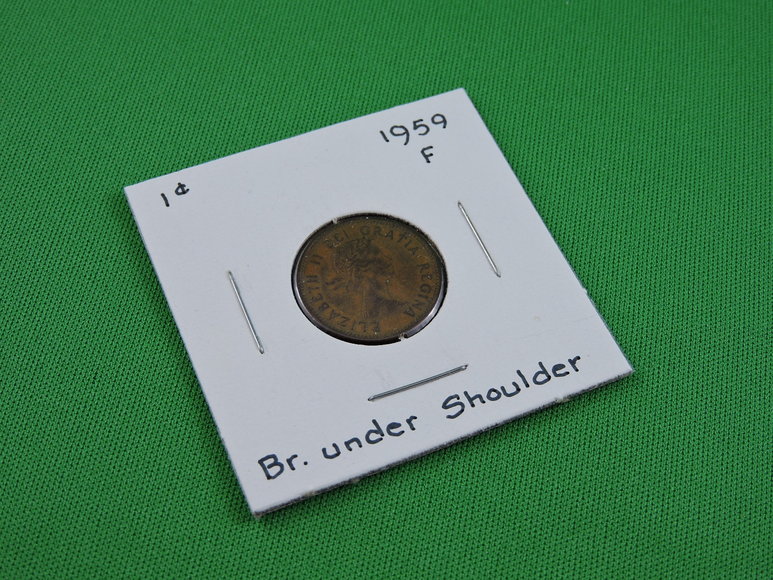 1¢
1959
F
ELIZABETH II DEI GRATIA REGINA
Br. under Shoulder